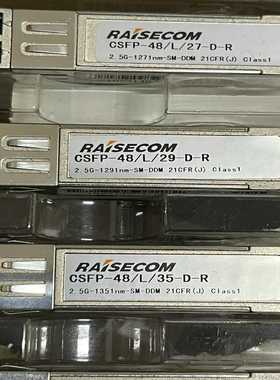 RAISECOM
CSFP-48/L/27-D-R
2.5G-1271nm-SM-DDM 21CFR(J) Class1
RAISECOM
CSFP-48/L/29-D-R
2.5G-1291nm-SM-DDM 21CFR(J) Class1
RAISECOM
CSFP-48/L/35-D-R
2.5G-1351nm-SM-DDM 21CFR(J) Class1